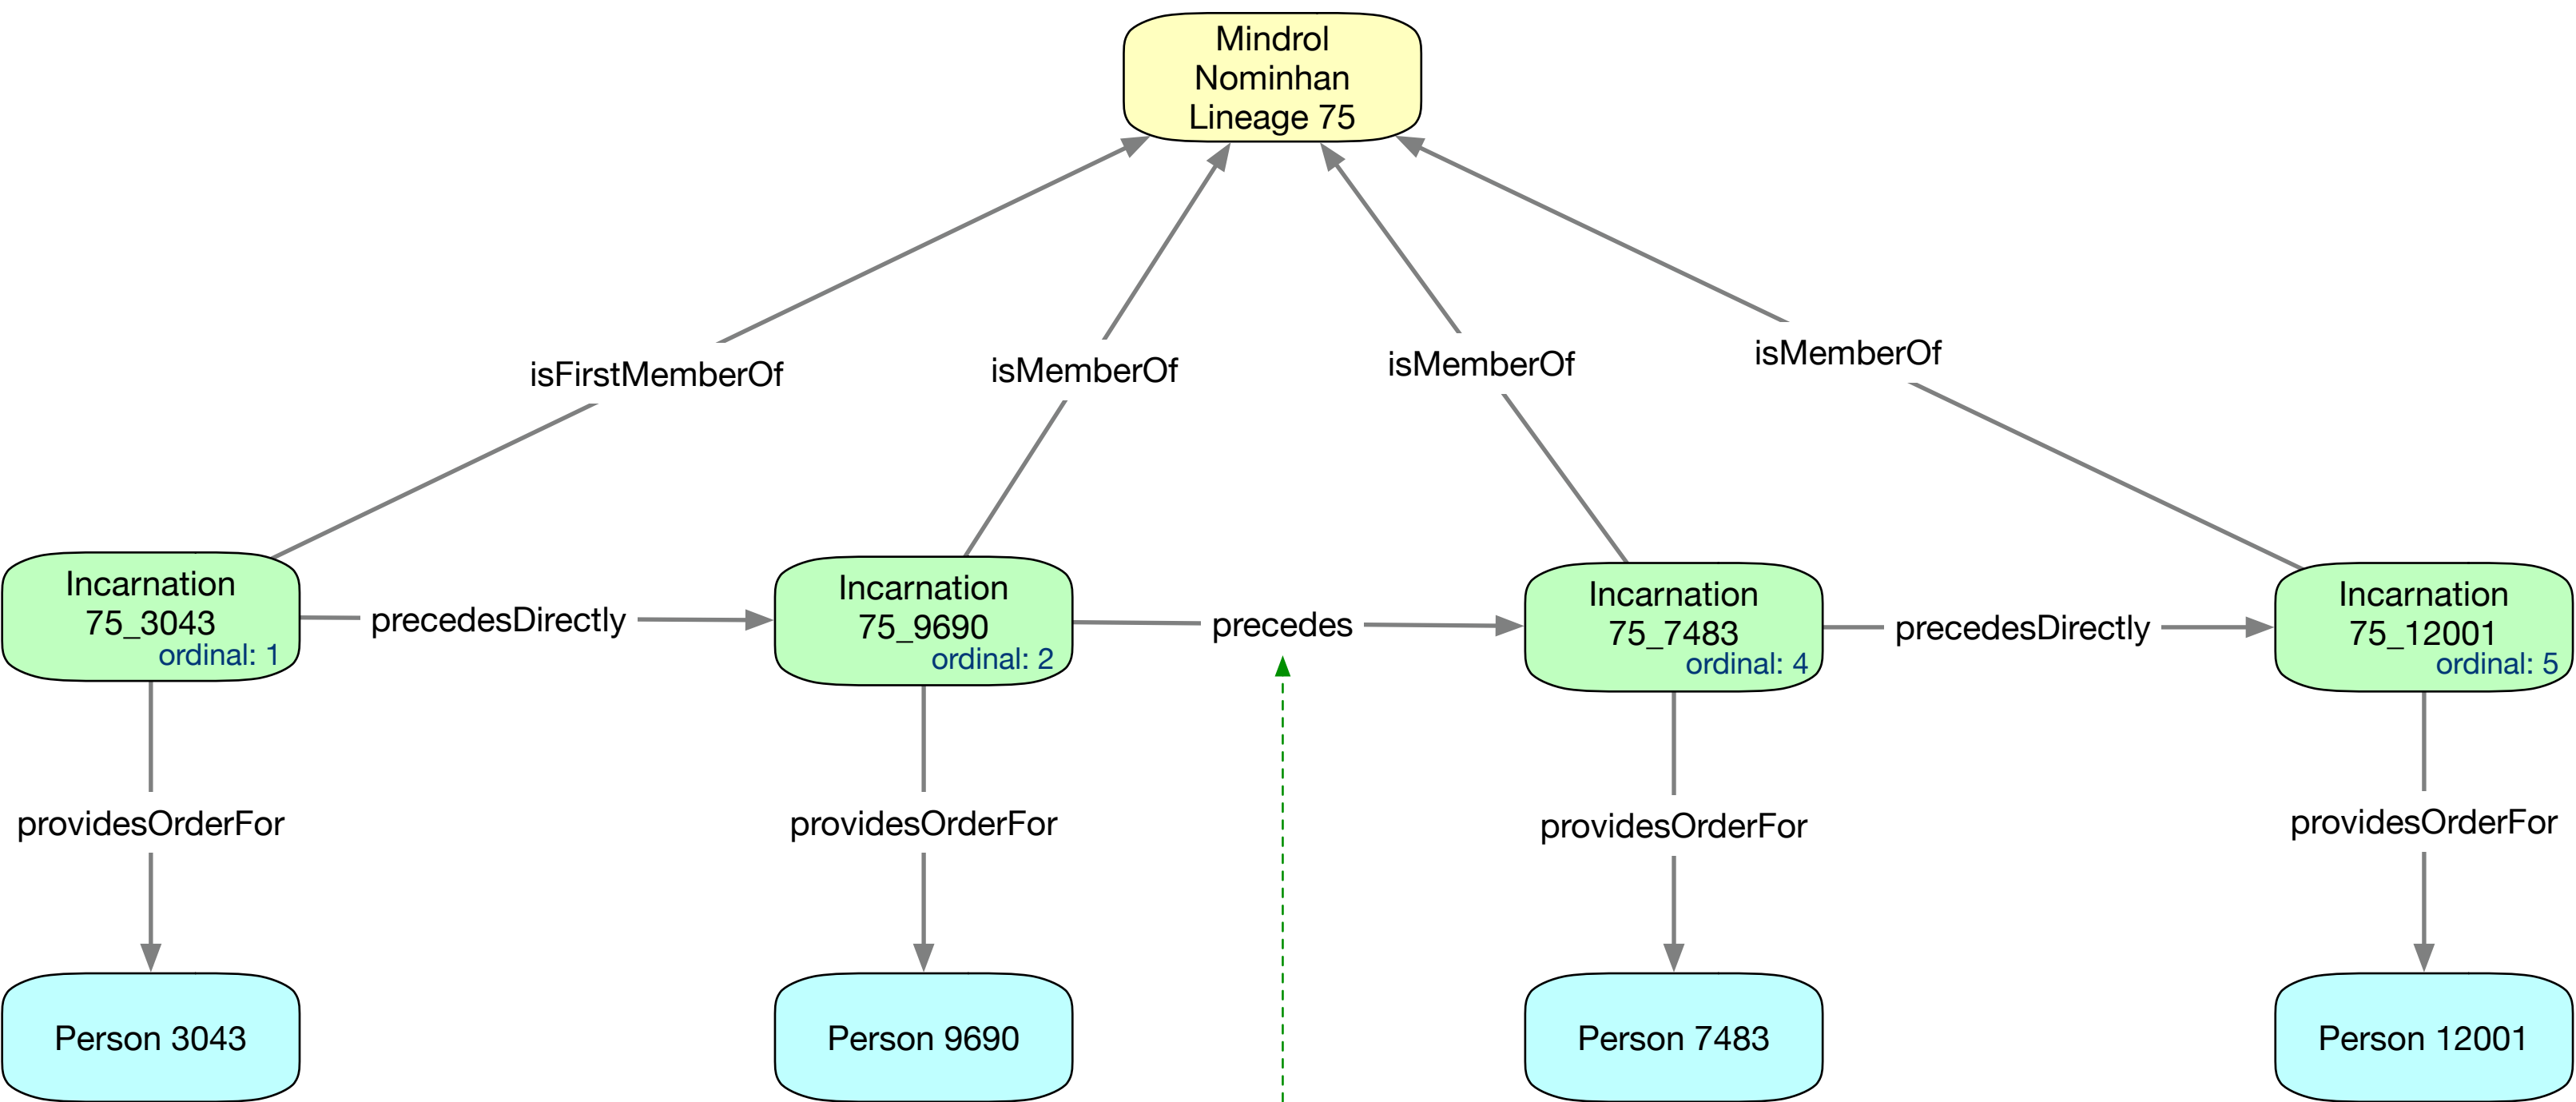 Mindrol
Nominhan
Lineage 75
isFirstMemberOf
isMemberOf
isMemberOf
isMemberOf
Incarnation
75_3043
ordinal: 1
precedesDirectly
Incarnation
75_9690
ordinal: 2
precedes
Incarnation
75_7483
ordinal: 4
precedesDirectly
Incarnation
75_12001
ordinal: 5
providesOrderFor
providesOrderFor
providesOrderFor
providesOrderFor
Person 3043
Person 9690
Person 7483
Person 12001